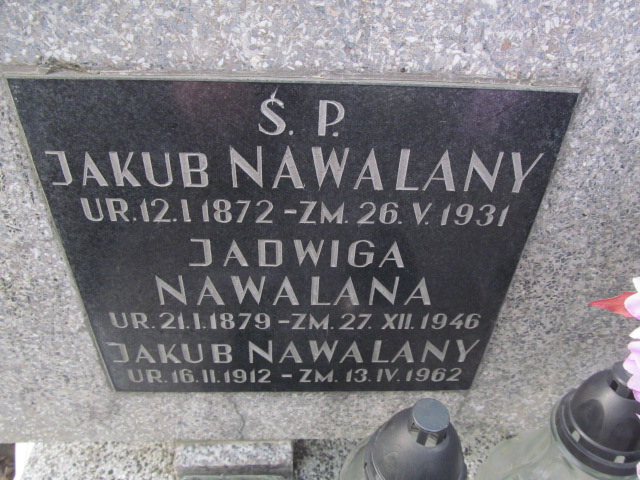 Ś. P.
JAKUB NAWALANY
UR. 12.I 1872 - ZM. 26. V. 1931
JADWIGA
NAWALANA
UR. 21.I.1879 - ZM. 27. XII. 1946
JAKUB NAWALANY
UR. 16.II.1912 - ZM. 13.IV.1962